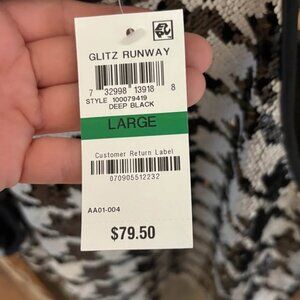 GLITZ RUNWAY
7 32998 13918 8
STYLE 100079419
DEEP BLACK
LARGE
Customer Return Label
070905512232
AA01-004
$79.50